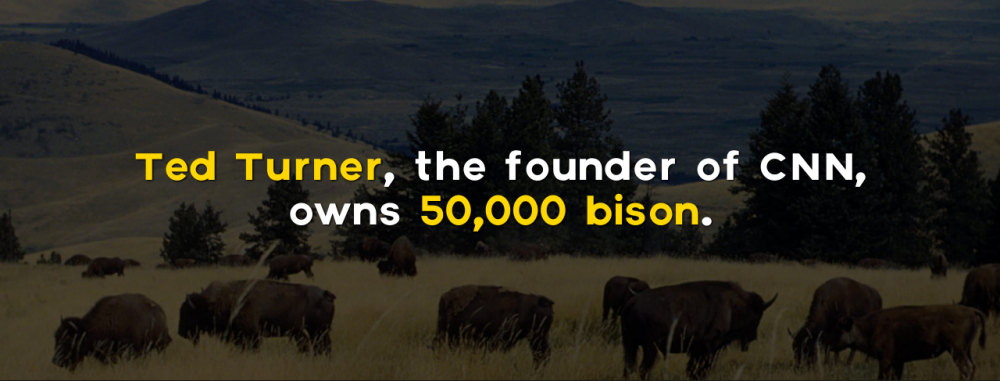 Ted Turner, the founder of CNN,
owns 50,000 bison.